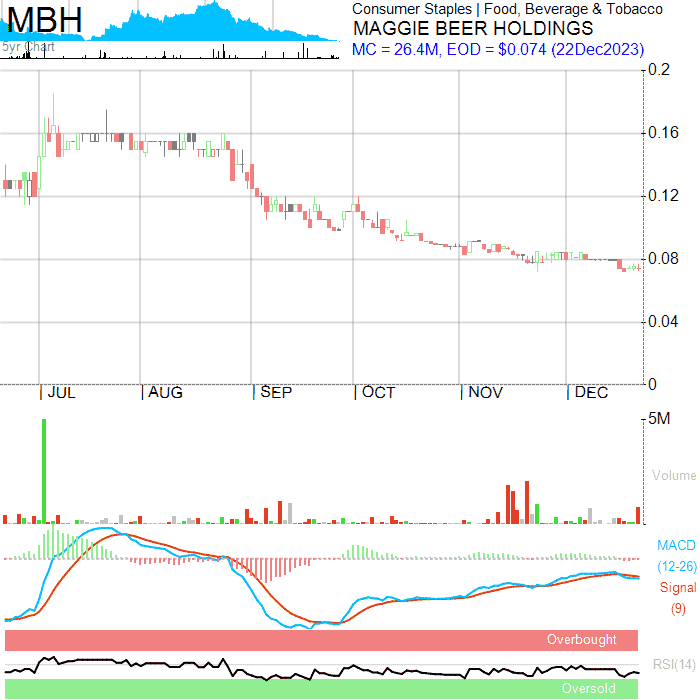 MBH
5yr Chart
Consumer Staples | Food, Beverage & Tobacco
MAGGIE BEER HOLDINGS
MC = 26.4M, EOD = $0.074 (22Dec2023)
0.2
0.16
0.12
0.08
0.04
0
JUL AUG SEP OCT NOV DEC
5M
Volume
MACD
(12-26)
Signal
(9)
Overbought
RSI(14)
Oversold